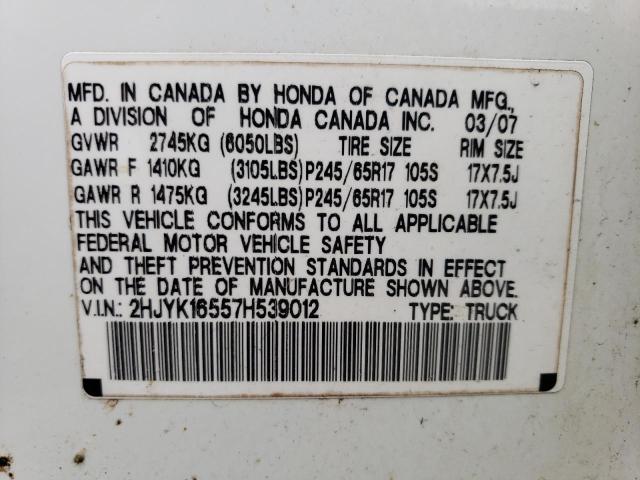 MFD. IN CANADA BY HONDA OF CANADA MFG.,
A DIVISION OF HONDA CANADA INC. 03/07
GVWR 2745KG (6050LBS) TIRE SIZE RIM SIZE
GAWR F 1410KG (3105LBS) P245/65R17 105S 17X7.5J
GAWR R 1475KG (3245LBS) P245/65R17 105S 17X7.5J
THIS VEHICLE CONFORMS TO ALL APPLICABLE
FEDERAL MOTOR VEHICLE SAFETY
AND THEFT PREVENTION STANDARDS IN EFFECT
ON THE DATE OF MANUFACTURE SHOWN ABOVE.
V.I.N.: 2HJYK16557H539012 TYPE: TRUCK